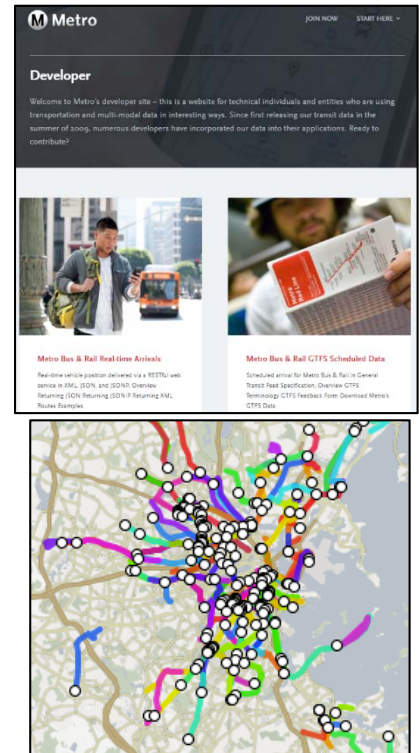 M Metro
JOIN NOW
START HERE
Developer
Welcome to Metro's developer site – this is a website for technical individuals and entities who are using
transportation and multi-modal data in interesting ways. Since first releasing our transit data in the
summer of 2009, numerous developers have incorporated our data into their applications. Ready to
contribute?
Metro Bus & Rail Real-time Arrivals
Real-time vehicle position delivered via a RESTful web
service in XML, JSON, and JSONP. Overview
Returning JSON Returning JSON-P Returning XML
Routes Examples
Metro Bus & Rail GTFS Scheduled Data
Scheduled arrival for Metro Bus & Rail in General
Transit Feed Specification. Overview GTFS
Terminology GTFS Feedback Form Download Metro's
GTFS Data